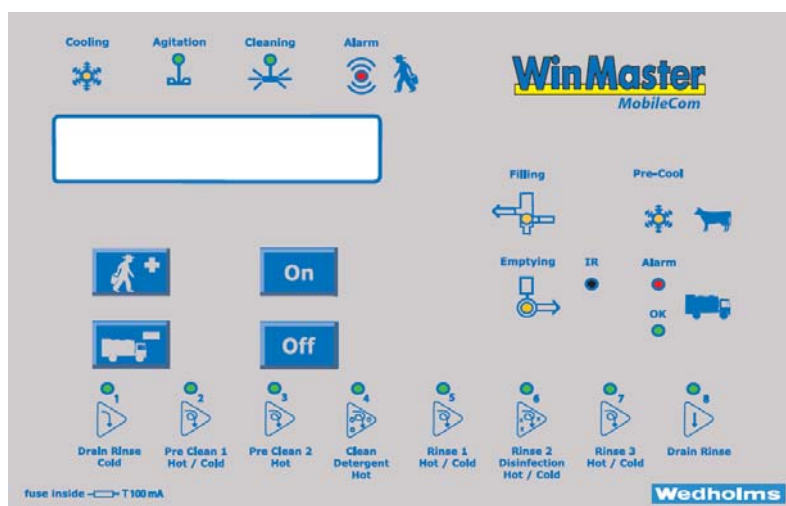 Cooling Agitation Cleaning Alarm
WinMaster
MobileCom
Filling Pre-Cool
Emptying IR Alarm
OK
+ On
- Off
1 2 3 4 5 6 7 8
Drain Rinse
Cold
Pre Clean 1
Hot / Cold
Pre Clean 2
Hot
Clean
Detergent
Hot
Rinse 1
Hot / Cold
Rinse 2
Disinfection
Hot / Cold
Rinse 3
Hot / Cold
Drain Rinse
fuse inside T100 mA
Wedholms